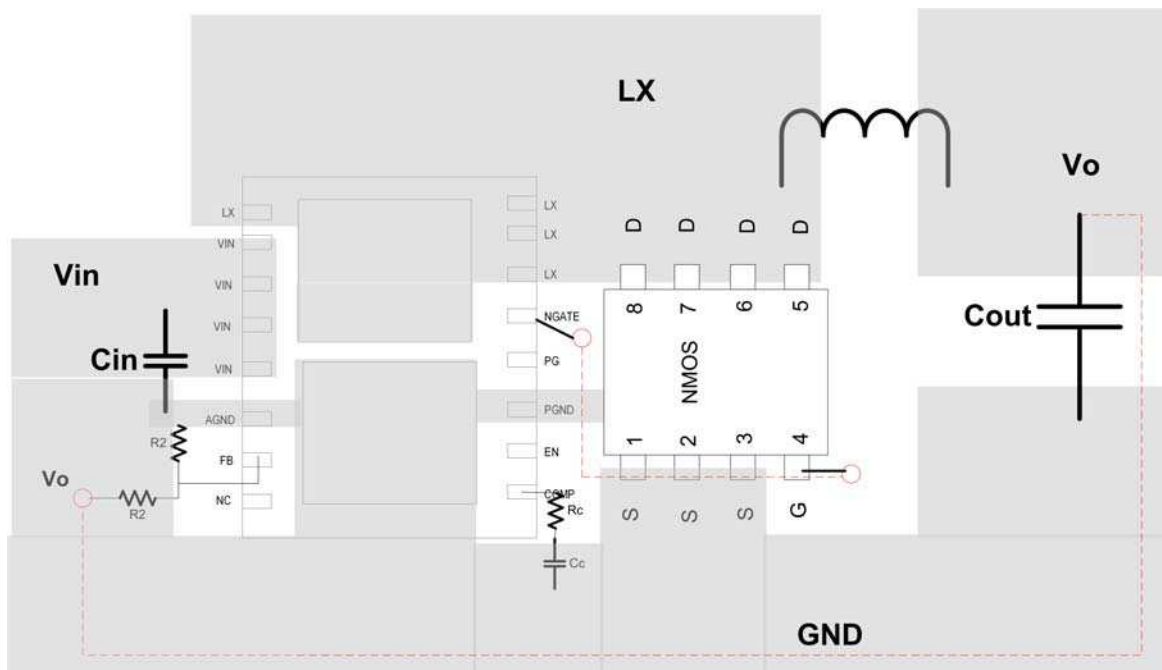 LX
Vo
Vin
Cin
Cout
LX
VIN
VIN
VIN
VIN
AGND
FB
NC
LX
LX
LX
NGATE
PG
PGND
EN
COMP
D
D
D
D
8
7
6
5
NMOS
1
2
3
4
S
S
S
G
R2
Vo
R2
Rc
Cc
GND